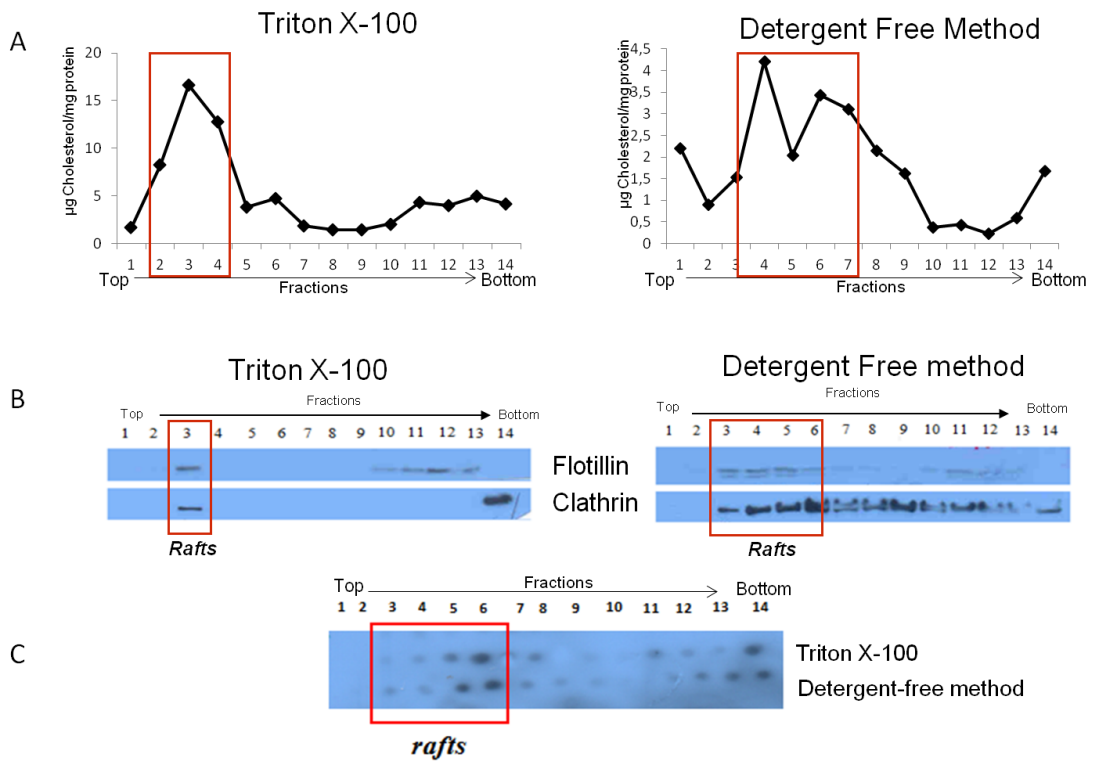 A
Triton X-100
µg Cholesterol/mg protein
20
15
10
5
0
1 2 3 4 5 6 7 8 9 10 11 12 13 14
Top Fractions Bottom
Detergent Free Method
µg Cholesterol/mg protein
4,5
4
3,5
3
2,5
2
1,5
1
0,5
0
1 2 3 4 5 6 7 8 9 10 11 12 13 14
Top Fractions Bottom
B
Triton X-100
Fractions
Top Bottom
1 2 3 4 5 6 7 8 9 10 11 12 13 14
Rafts
Flotillin
Clathrin
Detergent Free method
Fractions
Top Bottom
1 2 3 4 5 6 7 8 9 10 11 12 13 14
Rafts
C
Top Fractions Bottom
1 2 3 4 5 6 7 8 9 10 11 12 13 14
Triton X-100
Detergent-free method
rafts